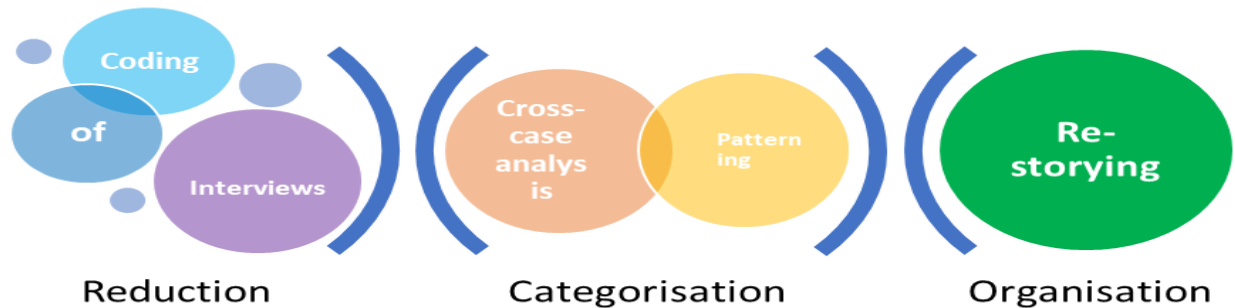 Coding
of
Interviews
Cross-
case
analys
is
Pattern
ing
Re-
storying
Reduction
Categorisation
Organisation